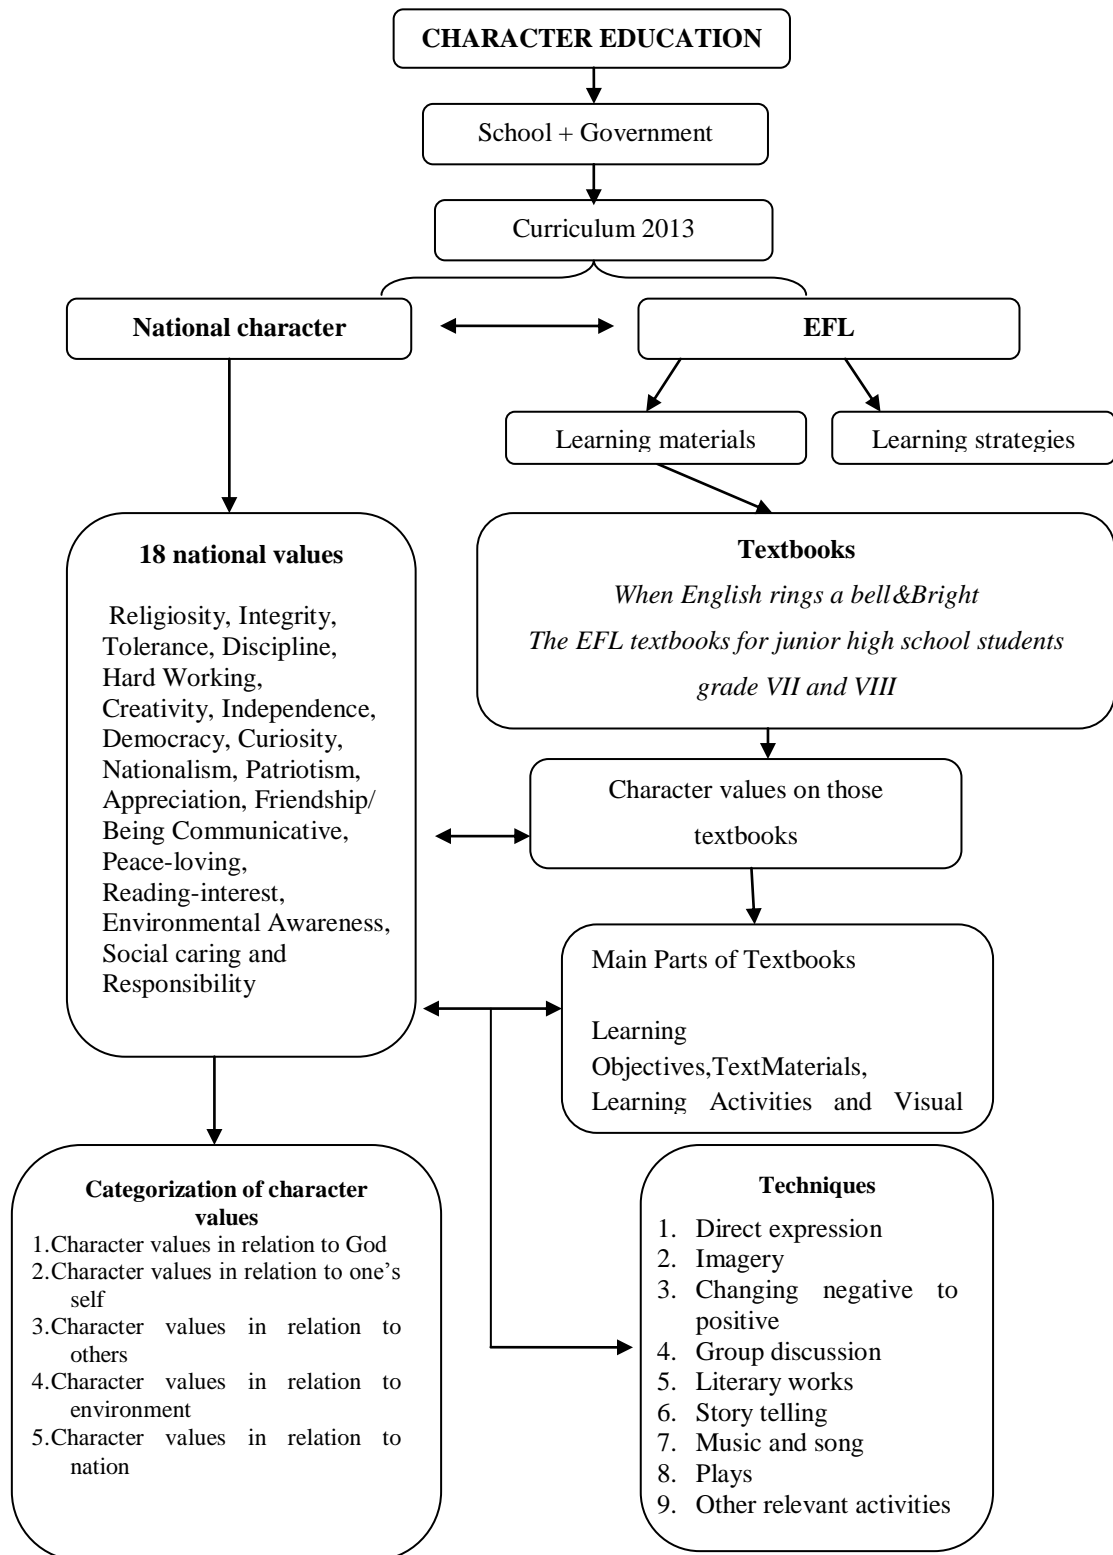 CHARACTER EDUCATION
School + Government
Curriculum 2013
National character
EFL
Learning materials
Learning strategies
18 national values
Religiosity, Integrity,
Tolerance, Discipline,
Hard Working,
Creativity, Independence,
Democracy, Curiosity,
Nationalism, Patriotism,
Appreciation, Friendship/
Being Communicative,
Peace-loving,
Reading-interest,
Environmental Awareness,
Social caring and
Responsibility
Textbooks
When English rings a bell&Bright
The EFL textbooks for junior high school students
grade VII and VIII
Character values on those
textbooks
Main Parts of Textbooks
Learning
Objectives,TextMaterials,
Learning Activities and Visual
Categorization of character
values
1.Character values in relation to God
2.Character values in relation to one's
self
3.Character values in relation to
others
4.Character values in relation to
environment
5.Character values in relation to
nation
Techniques
1. Direct expression
2. Imagery
3. Changing negative to
positive
4. Group discussion
5. Literary works
6. Story telling
7. Music and song
8. Plays
9. Other relevant activities